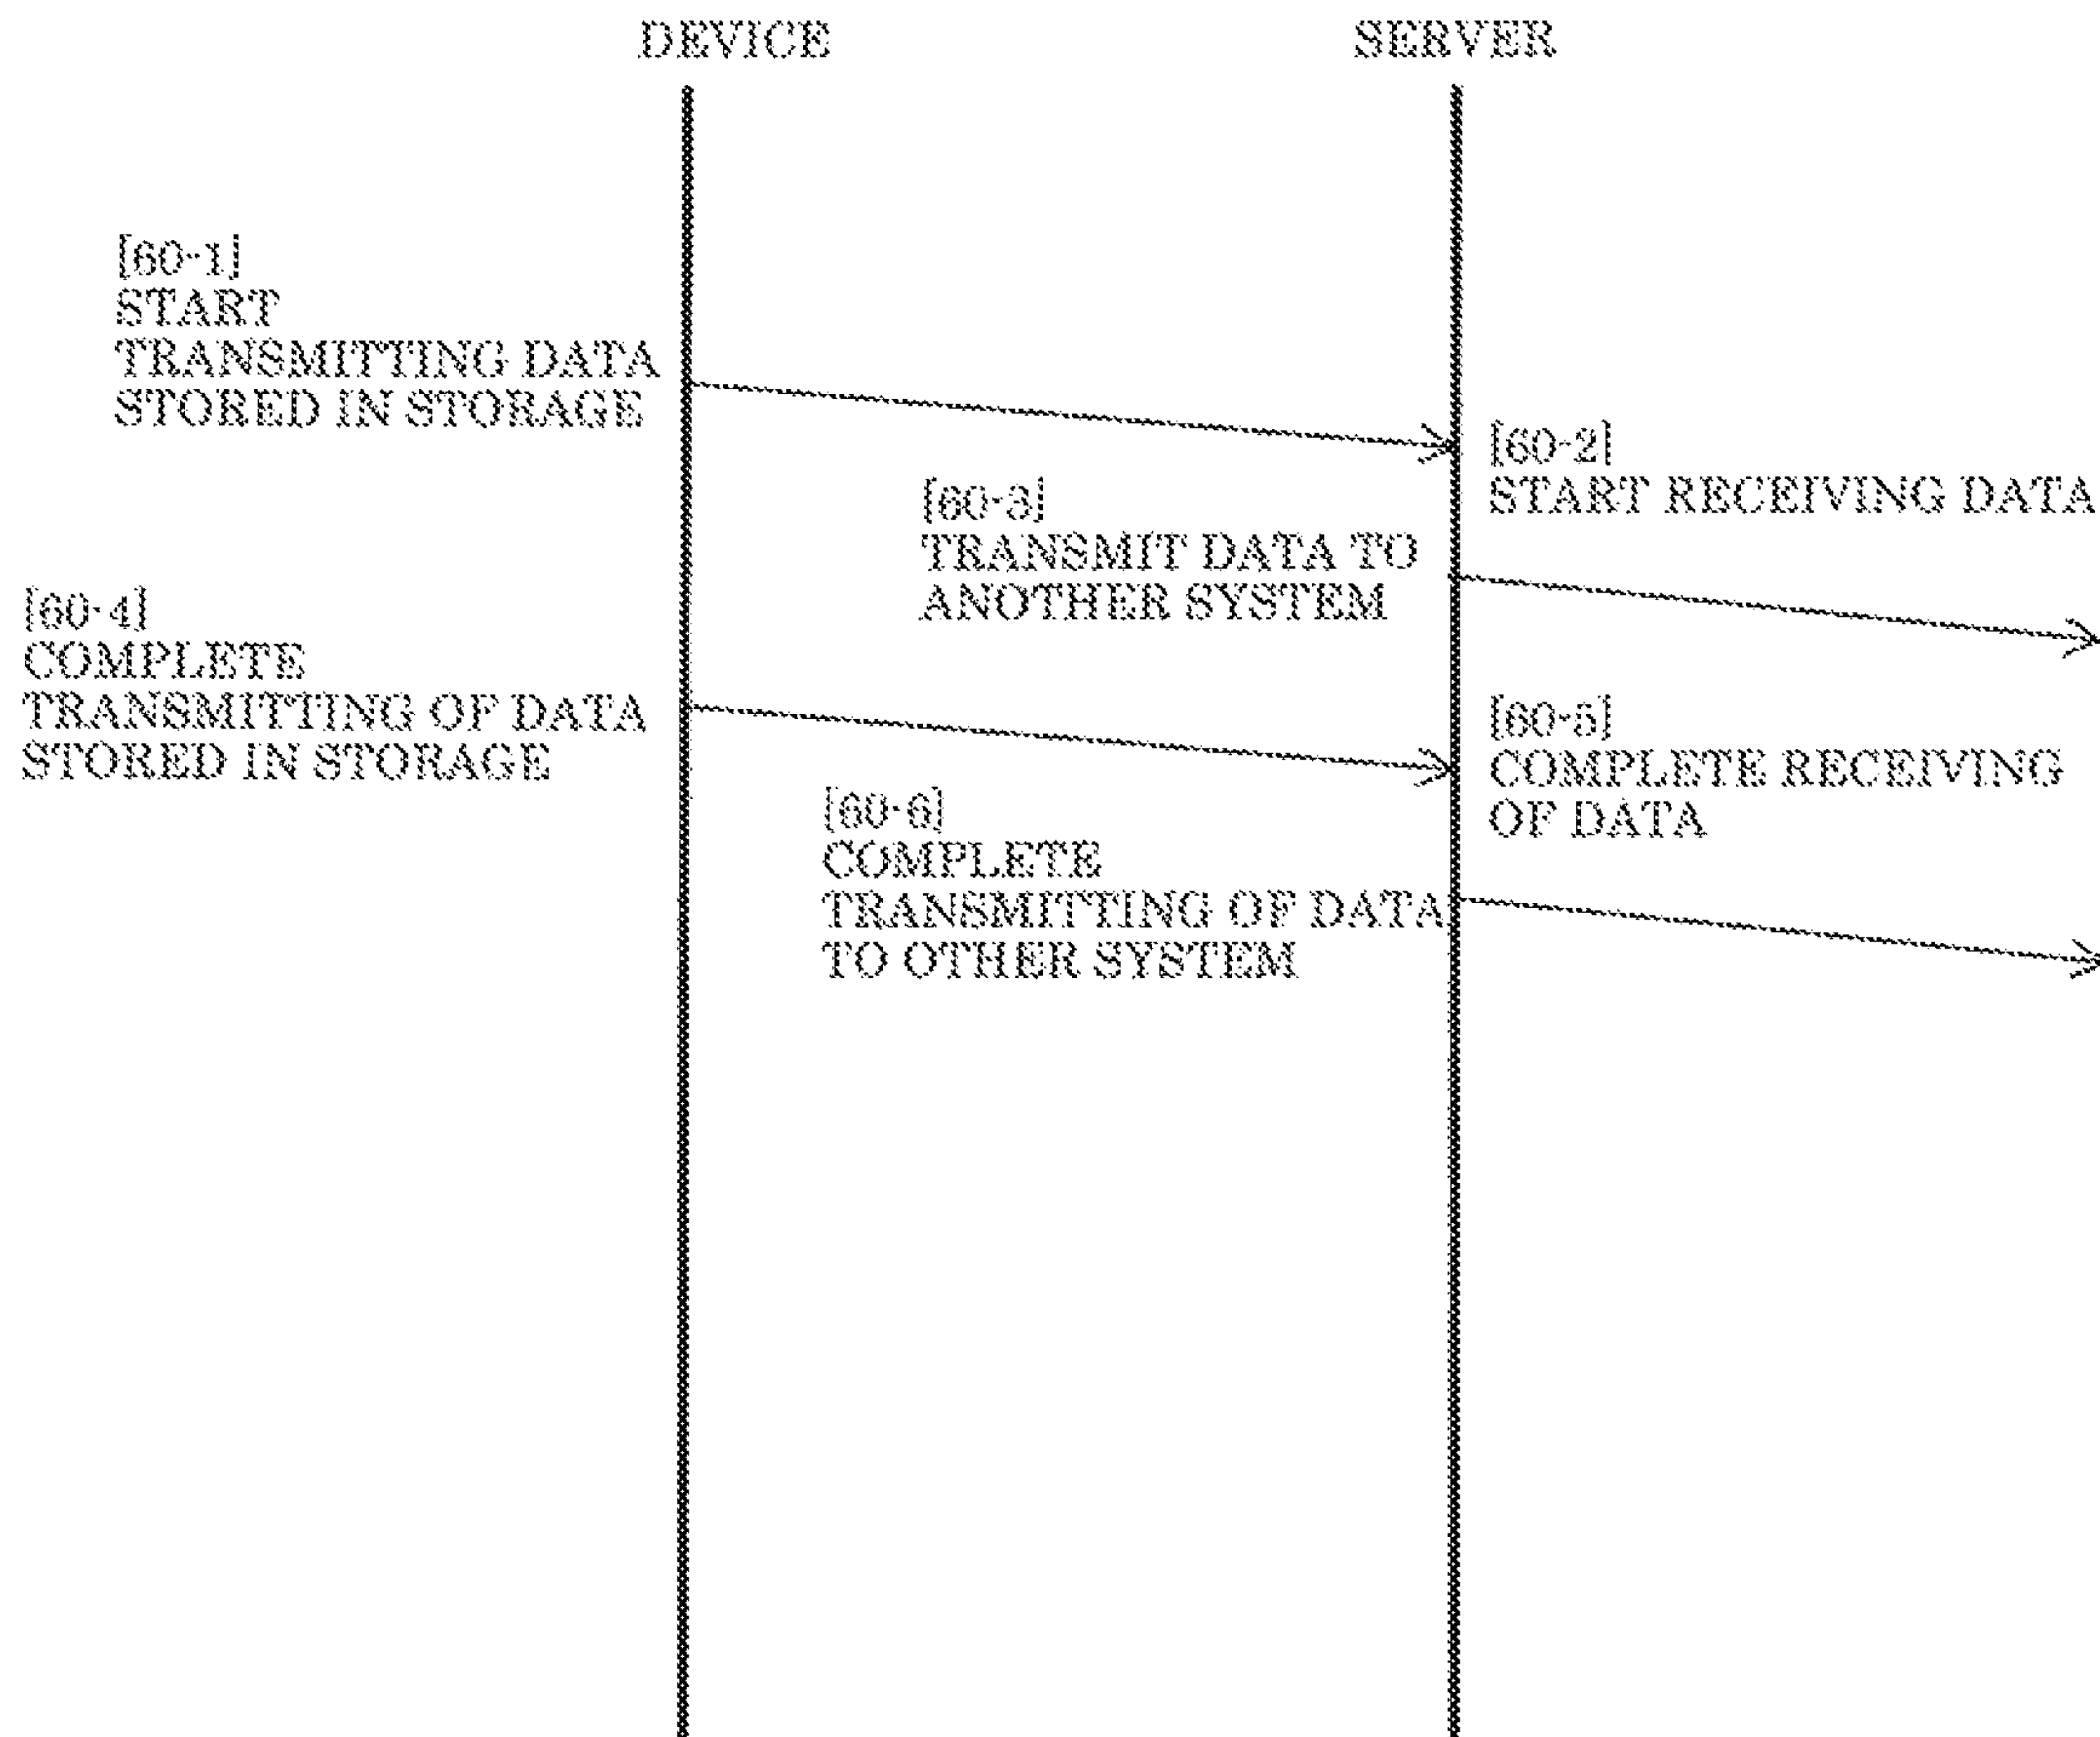 DEVICE
SERVER
[60-1]
START
TRANSMITTING DATA
STORED IN STORAGE
[60-2]
START RECEIVING DATA
[60-3]
TRANSMIT DATA TO
ANOTHER SYSTEM
[60-4]
COMPLETE
TRANSMITTING OF DATA
STORED IN STORAGE
[60-5]
COMPLETE RECEIVING
OF DATA
[60-6]
COMPLETE
TRANSMITTING OF DATA
TO OTHER SYSTEM